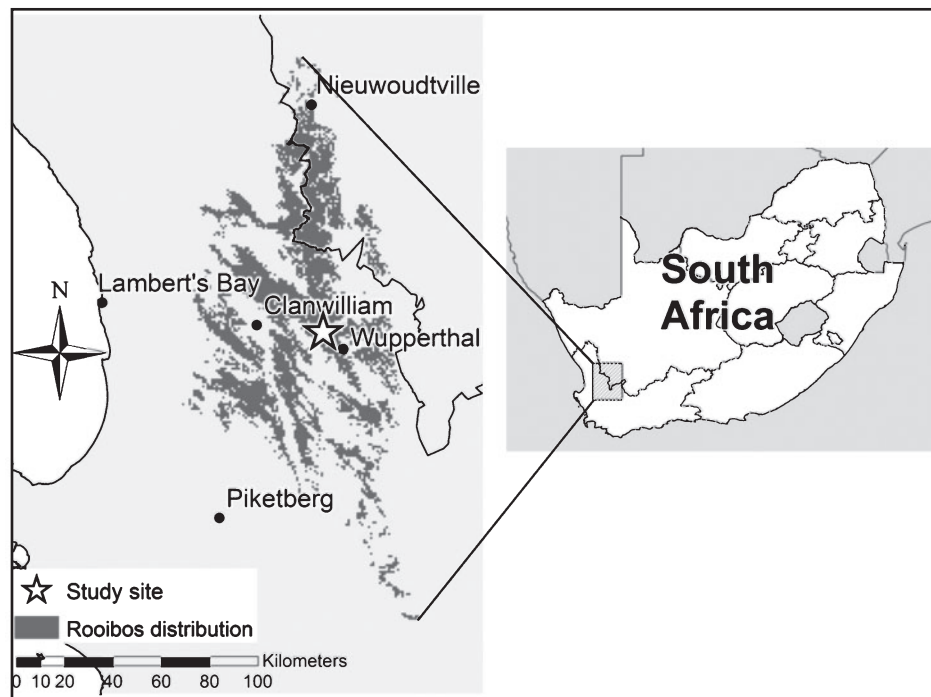 Nieuwoudtville
Lambert's Bay
Clanwilliam
Wupperthal
Piketberg
N
Study site
Rooibos distribution
Kilometers
0 10 20 40 60 80 100
South
Africa